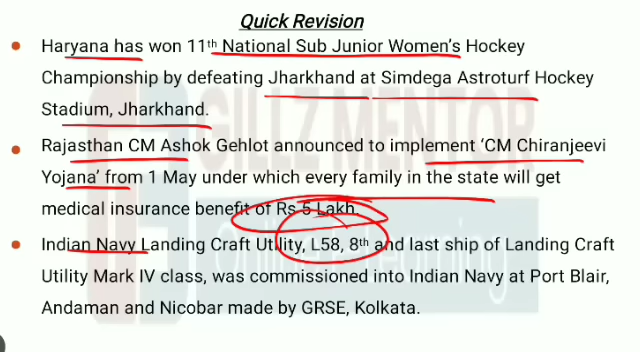 Quick Revision
Haryana has won 11th National Sub Junior Women's Hockey
Championship by defeating Jharkhand at Simdega Astroturf Hockey
Stadium, Jharkhand.
Rajasthan CM Ashok Gehlot announced to implement 'CM Chiranjeevi
Yojana' from 1 May under which every family in the state will get
medical insurance benefit of Rs 5 Lakh.
Indian Navy Landing Craft Utility, L58, 8th and last ship of Landing Craft
Utility Mark IV class, was commissioned into Indian Navy at Port Blair,
Andaman and Nicobar made by GRSE, Kolkata.
GILLZ MENTOR